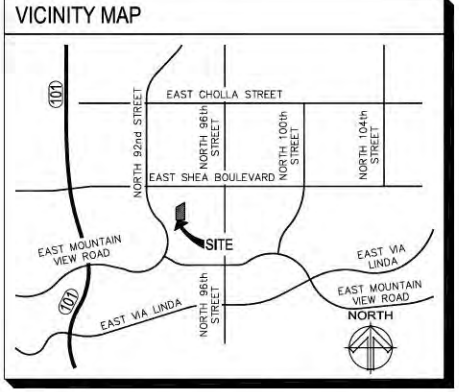 VICINITY MAP
101
EAST CHOLLA STREET
NORTH 92nd STREET
NORTH 96th
STREET
NORTH 100th
STREET
NORTH 104th
STREET
EAST SHEA BOULEVARD
SITE
EAST MOUNTAIN
VIEW ROAD
EAST VIA
LINDA
101
EAST VIA LINDA
NORTH 96th
STREET
EAST MOUNTAIN
VIEW ROAD
NORTH